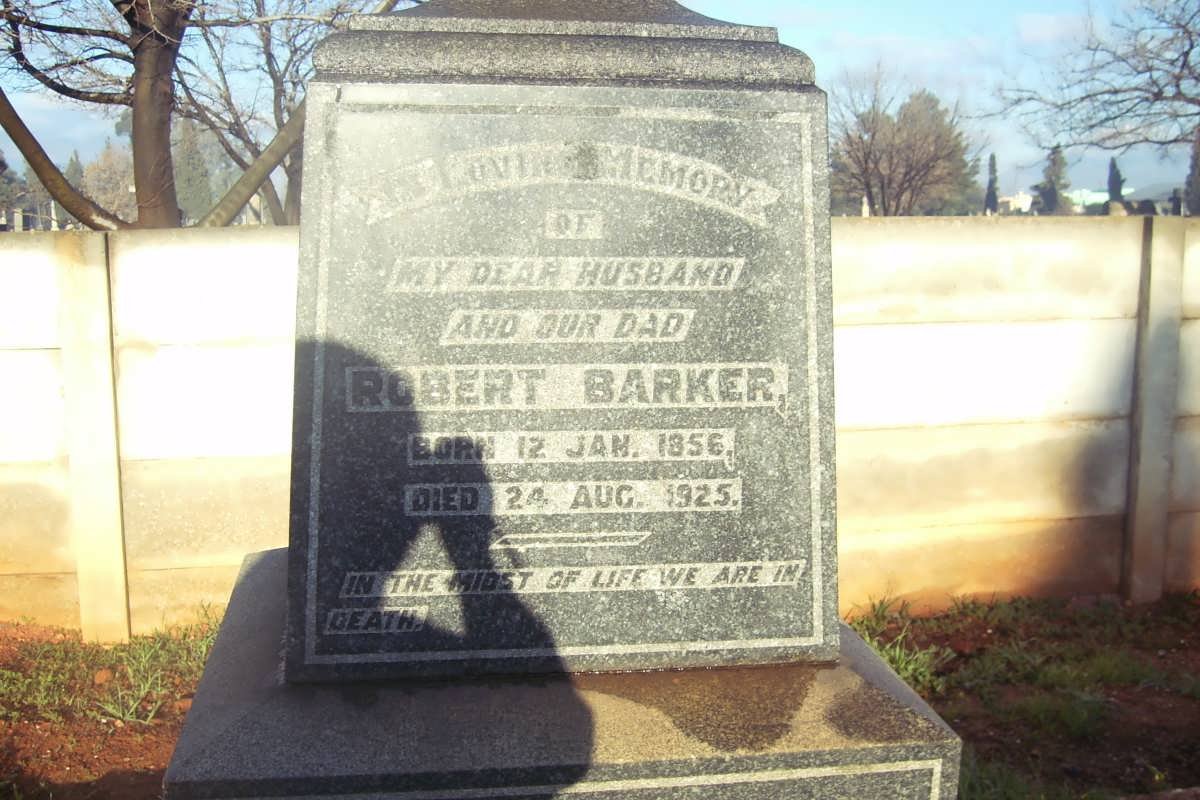 IN LOVING MEMORY
OF
MY DEAR HUSBAND
AND OUR DAD
ROBERT BARKER,
BORN 12 JAN. 1856,
DIED 24 AUG. 1925.
IN THE MIDST OF LIFE WE ARE IN
DEATH.